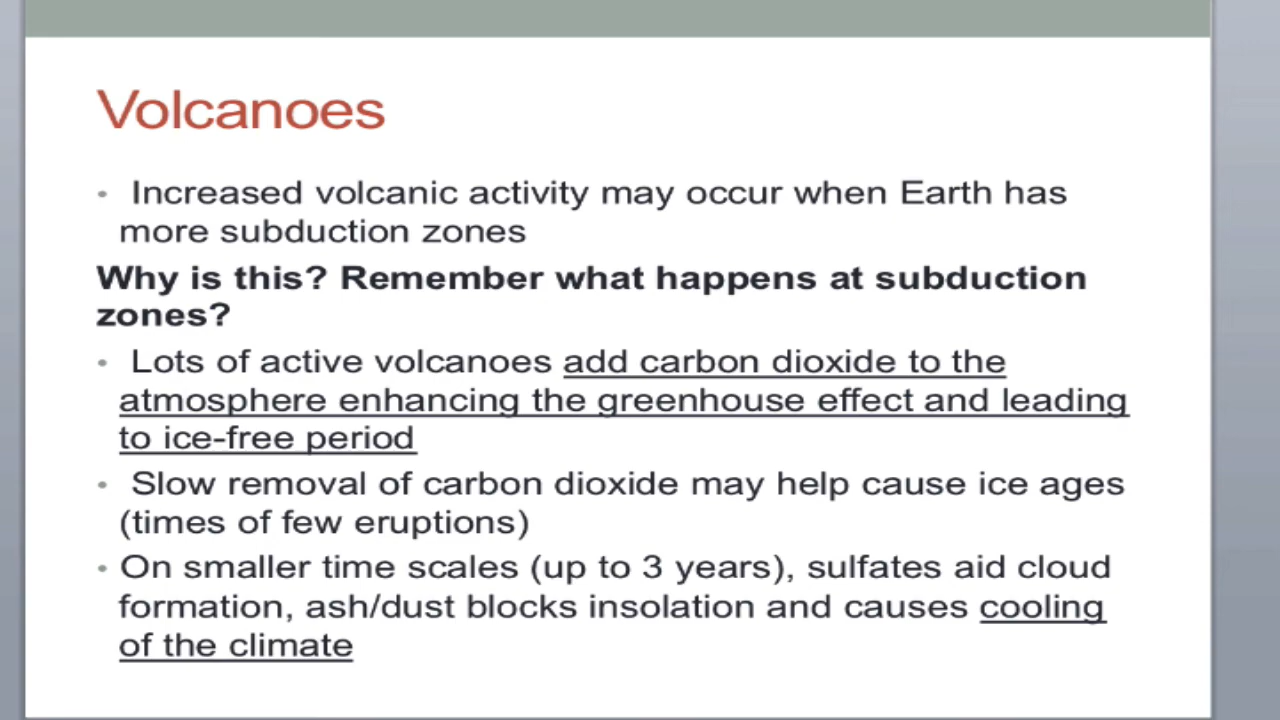 Volcanoes
• Increased volcanic activity may occur when Earth has
more subduction zones
Why is this? Remember what happens at subduction
zones?
• Lots of active volcanoes add carbon dioxide to the
atmosphere enhancing the greenhouse effect and leading
to ice-free period
• Slow removal of carbon dioxide may help cause ice ages
(times of few eruptions)
• On smaller time scales (up to 3 years), sulfates aid cloud
formation, ash/dust blocks insolation and causes cooling
of the climate